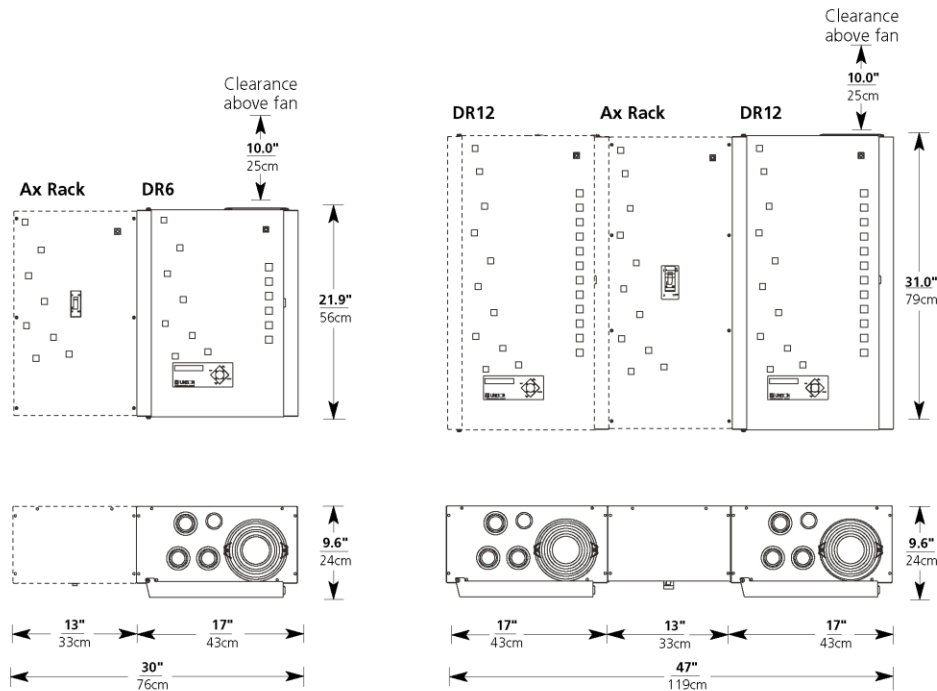 Clearance
above fan
10.0"
25cm
Ax Rack
DR6
21.9"
56cm
9.6"
24cm
13"
33cm
17"
43cm
30"
76cm
Clearance
above fan
10.0"
25cm
DR12
Ax Rack
DR12
31.0"
79cm
9.6"
24cm
17"
43cm
13"
33cm
17"
43cm
47"
119cm